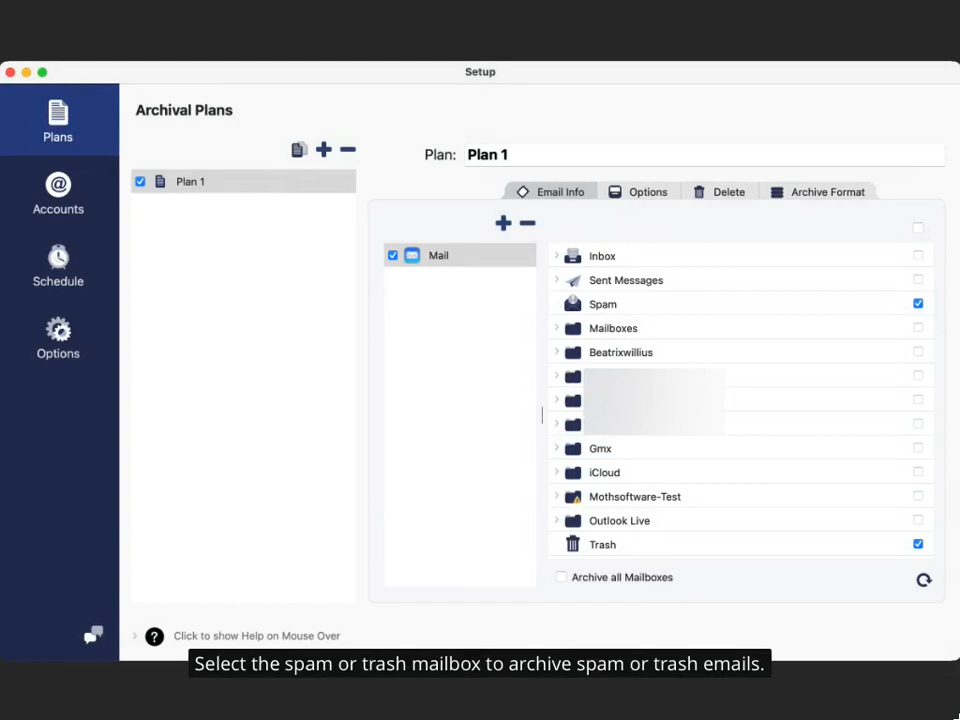 Setup
Plans
Accounts
Schedule
Options
Archival Plans
Plan 1
Plan: Plan 1
Email Info Options Delete Archive Format
Mail
Inbox
Sent Messages
Spam
Mailboxes
Beatrixwillius
Gmx
iCloud
Mothsoftware-Test
Outlook Live
Trash
Archive all Mailboxes
Click to show Help on Mouse Over
Select the spam or trash mailbox to archive spam or trash emails.